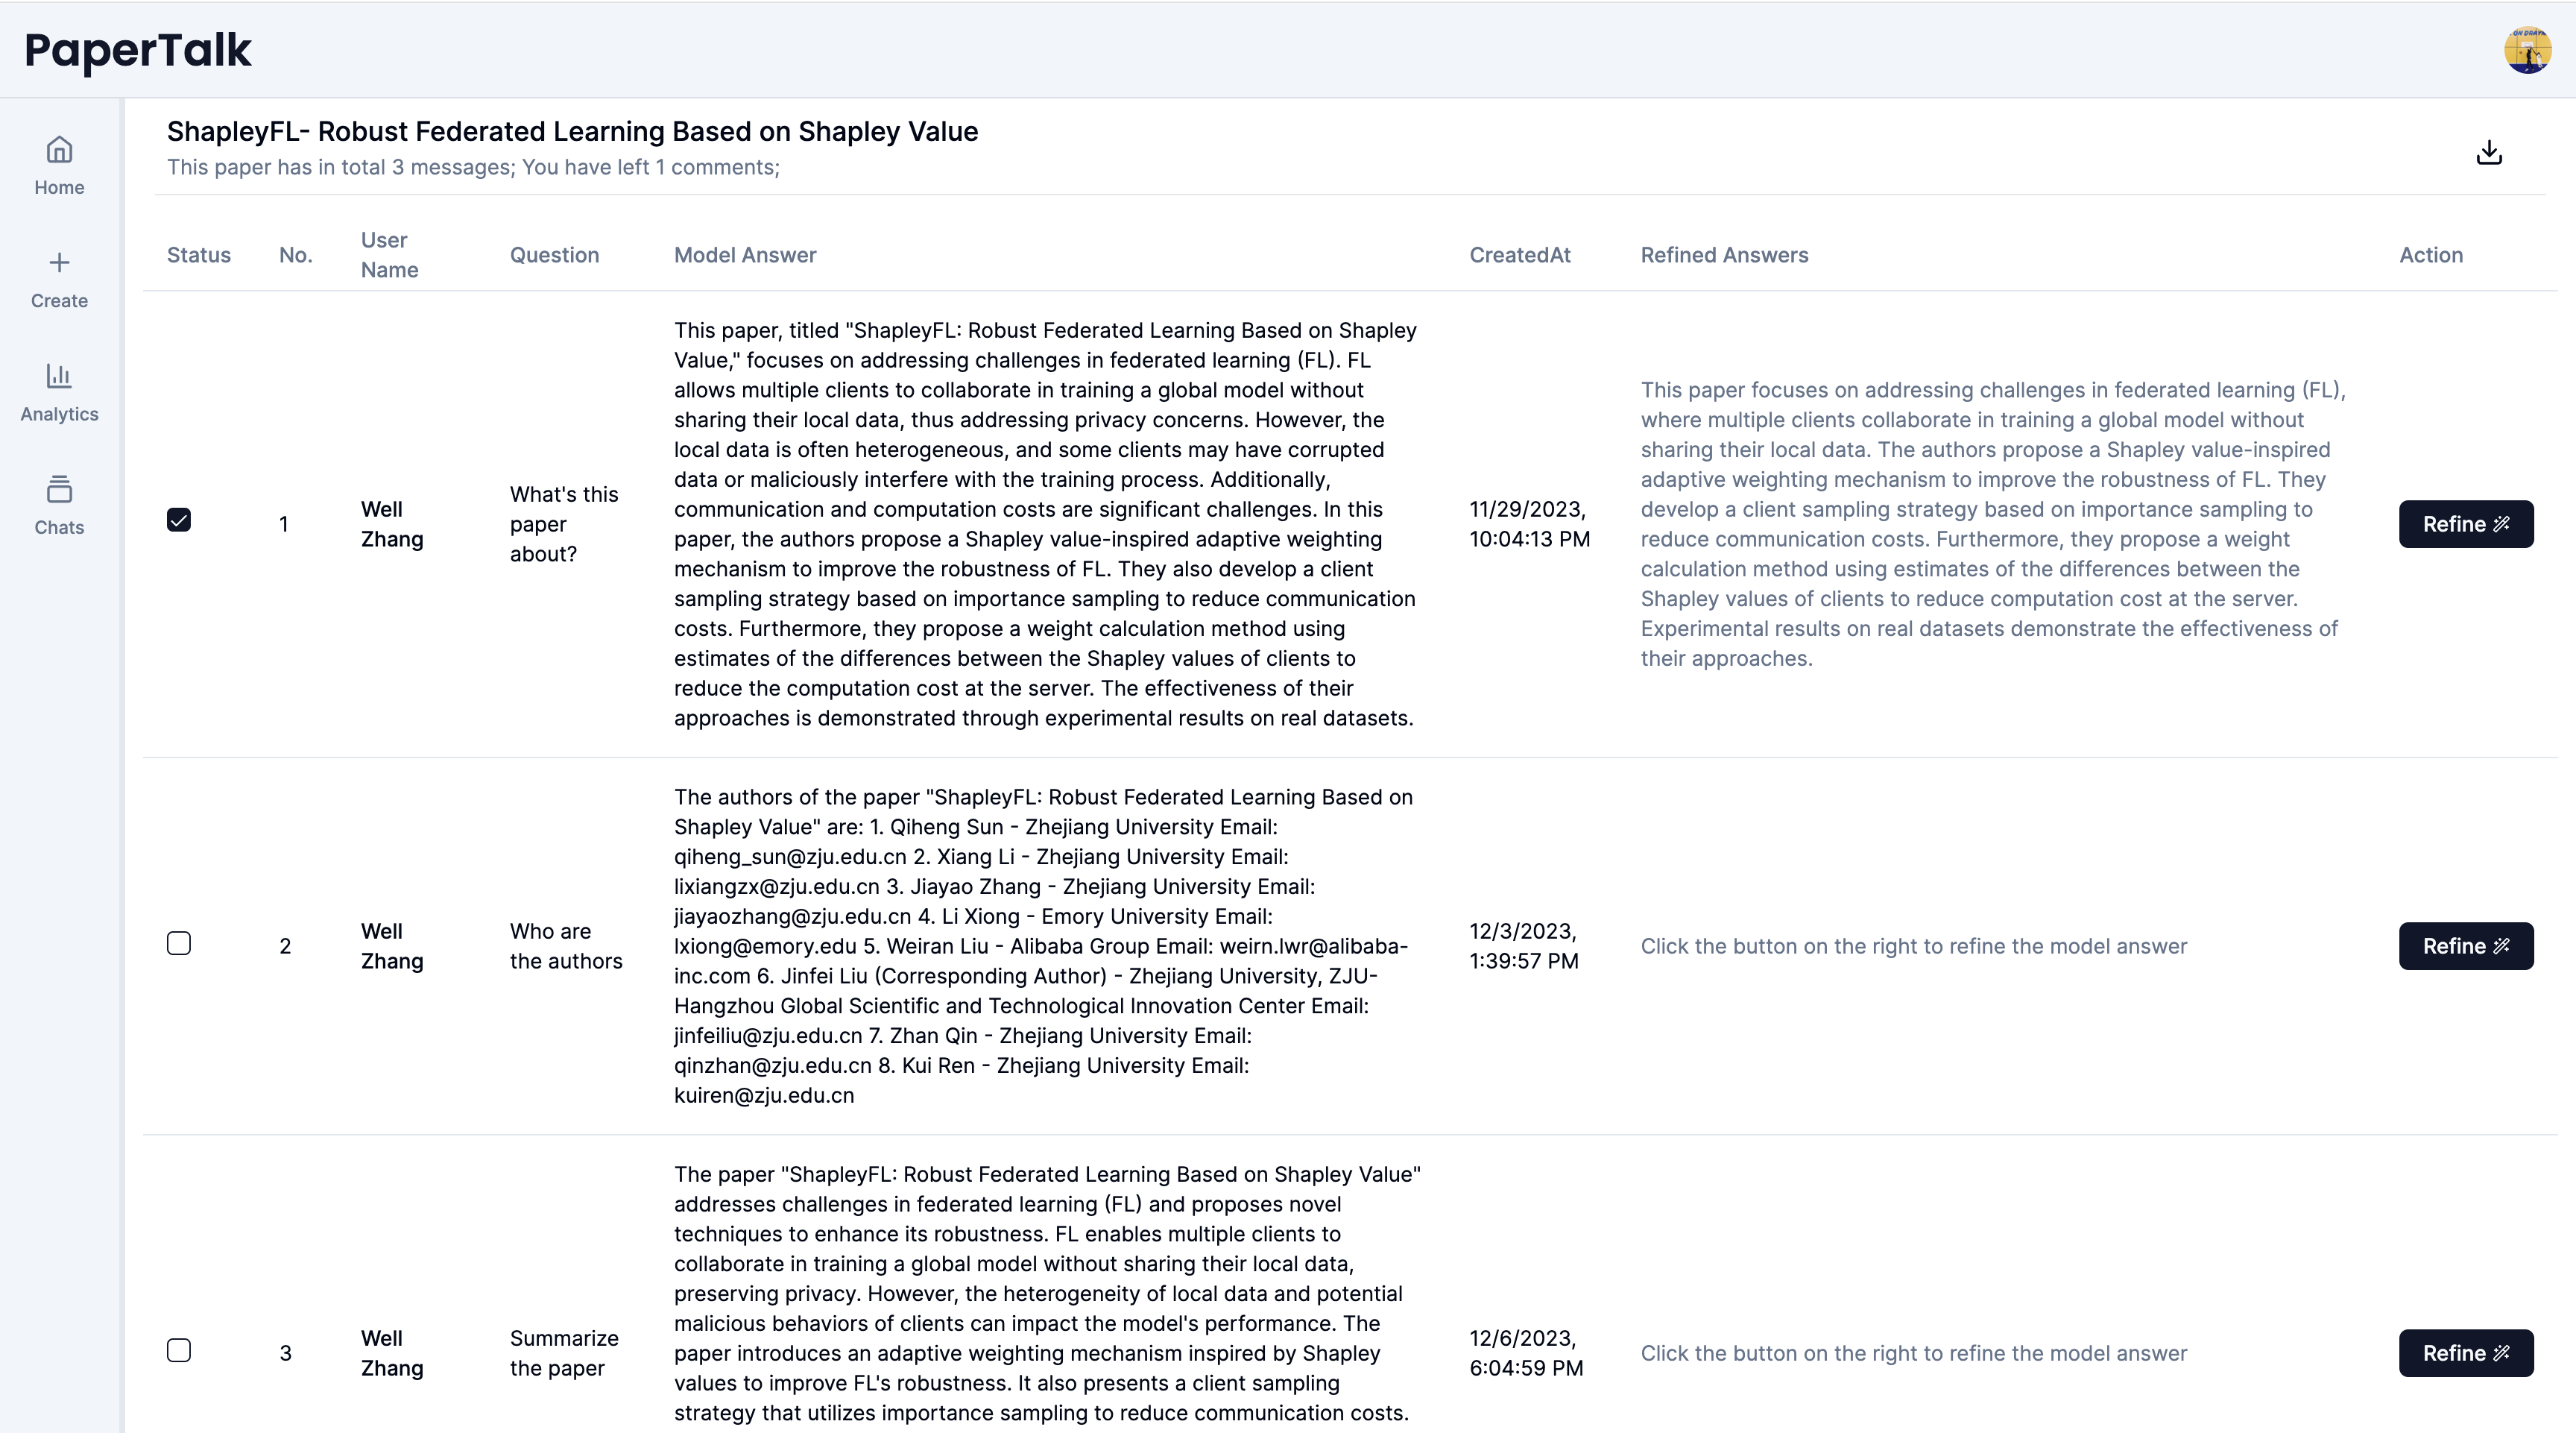 PaperTalk
ON DRAYM
Home
Create
Analytics
Chats
ShapleyFL- Robust Federated Learning Based on Shapley Value
This paper has in total 3 messages; You have left 1 comments;
Status No. User Name Question Model Answer CreatedAt Refined Answers Action
1
Well
Zhang
What's this
paper
about?
This paper, titled "ShapleyFL: Robust Federated Learning Based on Shapley
Value," focuses on addressing challenges in federated learning (FL). FL
allows multiple clients to collaborate in training a global model without
sharing their local data, thus addressing privacy concerns. However, the
local data is often heterogeneous, and some clients may have corrupted
data or maliciously interfere with the training process. Additionally,
communication and computation costs are significant challenges. In this
paper, the authors propose a Shapley value-inspired adaptive weighting
mechanism to improve the robustness of FL. They also develop a client
sampling strategy based on importance sampling to reduce communication
costs. Furthermore, they propose a weight calculation method using
estimates of the differences between the Shapley values of clients to
reduce the computation cost at the server. The effectiveness of their
approaches is demonstrated through experimental results on real datasets.
11/29/2023,
10:04:13 PM
This paper focuses on addressing challenges in federated learning (FL),
where multiple clients collaborate in training a global model without
sharing their local data. The authors propose a Shapley value-inspired
adaptive weighting mechanism to improve the robustness of FL. They
develop a client sampling strategy based on importance sampling to
reduce communication costs. Furthermore, they propose a weight
calculation method using estimates of the differences between the
Shapley values of clients to reduce computation cost at the server.
Experimental results on real datasets demonstrate the effectiveness of
their approaches.
Refine
2
Well
Zhang
Who are
the authors
The authors of the paper "ShapleyFL: Robust Federated Learning Based on
Shapley Value" are: 1. Qiheng Sun - Zhejiang University Email:
qiheng_sun@zju.edu.cn 2. Xiang Li - Zhejiang University Email:
lixiangzx@zju.edu.cn 3. Jiayao Zhang - Zhejiang University Email:
jiayaozhang@zju.edu.cn 4. Li Xiong - Emory University Email:
lxiong@emory.edu 5. Weiran Liu - Alibaba Group Email: weirn.lwr@alibaba-
inc.com 6. Jinfei Liu (Corresponding Author) - Zhejiang University, ZJU-
Hangzhou Global Scientific and Technological Innovation Center Email:
jinfeiliu@zju.edu.cn 7. Zhan Qin - Zhejiang University Email:
qinzhan@zju.edu.cn 8. Kui Ren - Zhejiang University Email:
kuiren@zju.edu.cn
12/3/2023,
1:39:57 PM
Click the button on the right to refine the model answer
Refine
3
Well
Zhang
Summarize
the paper
The paper "ShapleyFL: Robust Federated Learning Based on Shapley Value"
addresses challenges in federated learning (FL) and proposes novel
techniques to enhance its robustness. FL enables multiple clients to
collaborate in training a global model without sharing their local data,
preserving privacy. However, the heterogeneity of local data and potential
malicious behaviors of clients can impact the model's performance. The
paper introduces an adaptive weighting mechanism inspired by Shapley
values to improve FL's robustness. It also presents a client sampling
strategy that utilizes importance sampling to reduce communication costs.
12/6/2023,
6:04:59 PM
Click the button on the right to refine the model answer
Refine